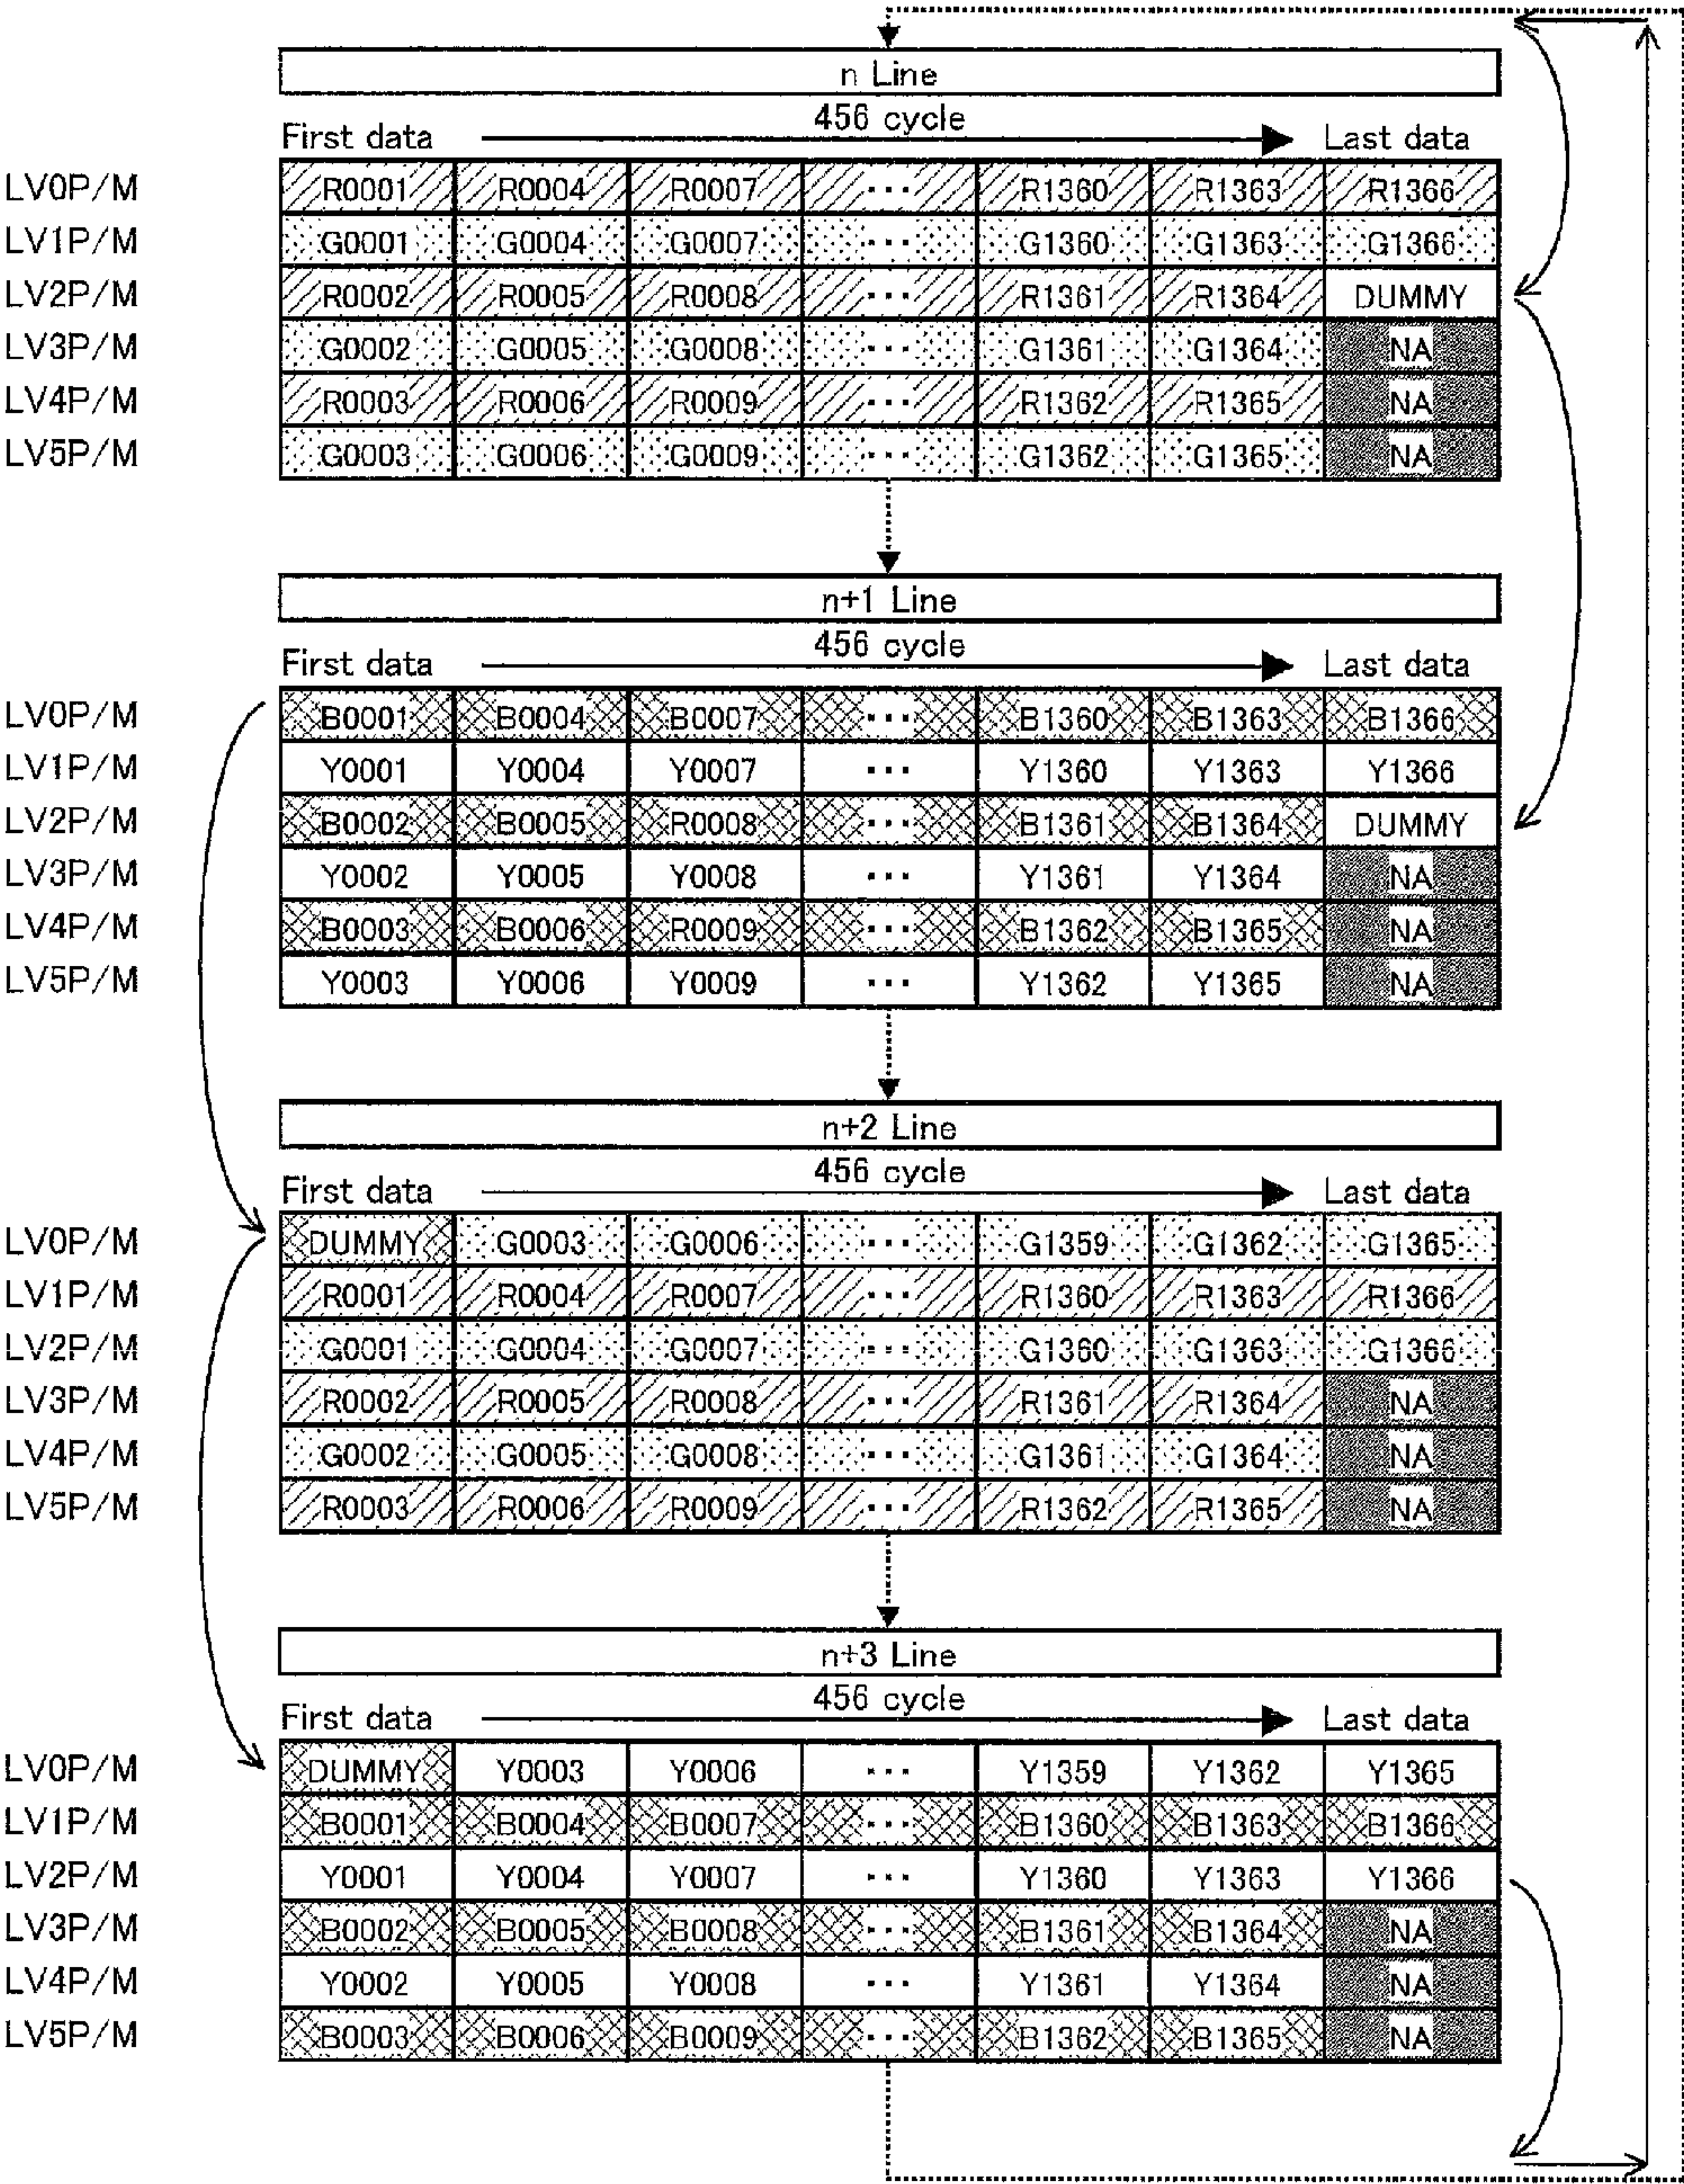 n Line
456 cycle
First data Last data
LV0P/M R0001 R0004 R0007 ... R1360 R1363 R1366
LV1P/M G0001 G0004 G0007 ... G1360 G1363 G1366
LV2P/M R0002 R0005 R0008 ... R1361 R1364 DUMMY
LV3P/M G0002 G0005 G0008 ... G1361 G1364 NA
LV4P/M R0003 R0006 R0009 ... R1362 R1365 NA
LV5P/M G0003 G0006 G0009 ... G1362 G1365 NA
n+1 Line
456 cycle
First data Last data
LV0P/M B0001 B0004 B0007 ... B1360 B1363 B1366
LV1P/M Y0001 Y0004 Y0007 ... Y1360 Y1363 Y1366
LV2P/M B0002 B0005 R0008 ... B1361 B1364 DUMMY
LV3P/M Y0002 Y0005 Y0008 ... Y1361 Y1364 NA
LV4P/M B0003 B0006 R0009 ... B1362 B1365 NA
LV5P/M Y0003 Y0006 Y0009 ... Y1362 Y1365 NA
n+2 Line
456 cycle
First data Last data
LV0P/M DUMMY G0003 G0006 ... G1359 G1362 G1365
LV1P/M R0001 R0004 R0007 ... R1360 R1363 R1366
LV2P/M G0001 G0004 G0007 ... G1360 G1363 G1366
LV3P/M R0002 R0005 R0008 ... R1361 R1364 NA
LV4P/M G0002 G0005 G0008 ... G1361 G1364 NA
LV5P/M R0003 R0006 R0009 ... R1362 R1365 NA
n+3 Line
456 cycle
First data Last data
LV0P/M DUMMY Y0003 Y0006 ... Y1359 Y1362 Y1365
LV1P/M B0001 B0004 B0007 ... B1360 B1363 B1366
LV2P/M Y0001 Y0004 Y0007 ... Y1360 Y1363 Y1366
LV3P/M B0002 B0005 B0008 ... B1361 B1364 NA
LV4P/M Y0002 Y0005 Y0008 ... Y1361 Y1364 NA
LV5P/M B0003 B0006 B0009 ... B1362 B1365 NA